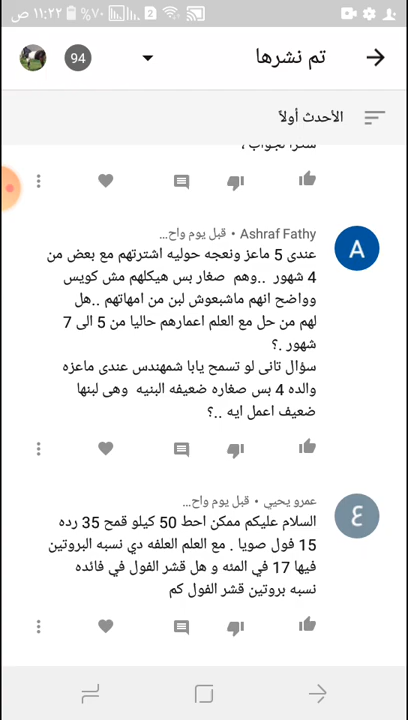 ١١:٢٢ ص
٧٠%
2
تم نشرها
94
الأحدث أولاً
Ashraf Fathy • قبل يوم واح...
A
عندى 5 ماعز ونعجه حوليه اشترتهم مع بعض من
4 شهور ..وهم صغار بس هيكلهم مش كويس
وواضح انهم ماشبعوش لبن من امهاتهم ..هل
لهم من حل مع العلم اعمارهم حاليا من 5 الى 7
شهور .؟
سؤال تانى لو تسمح يابا شمهندس عندى ماعزه
والده 4 بس صغاره ضعيفه البنيه وهى لبنها
ضعيف اعمل ايه ..؟
عمرو يحيي • قبل يوم واح...
ع
السلام عليكم ممكن احط 50 كيلو قمح 35 رده
15 فول صويا . مع العلم العلفه دي نسبه البروتين
فيها 17 في المئه و هل قشر الفول في فائده
نسبه بروتين قشر الفول كم